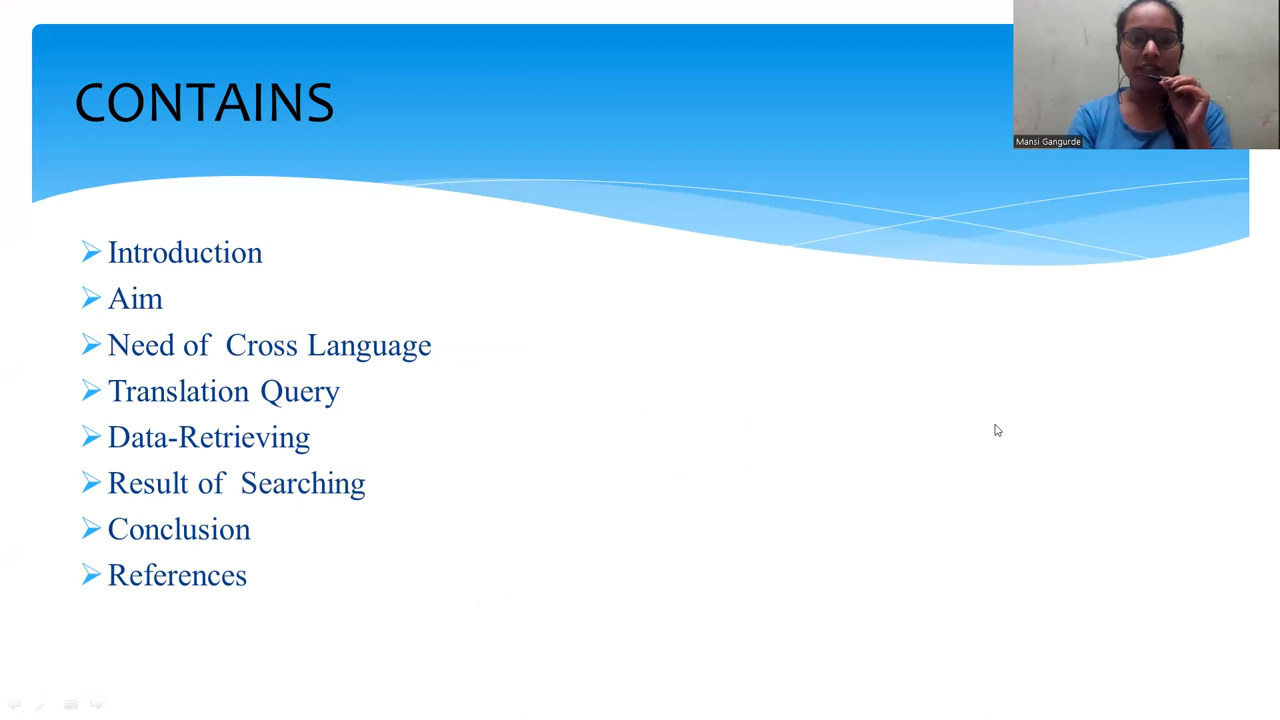 CONTAINS
Mansi Gangurde
Introduction
Aim
Need of Cross Language
Translation Query
Data-Retrieving
Result of Searching
Conclusion
References